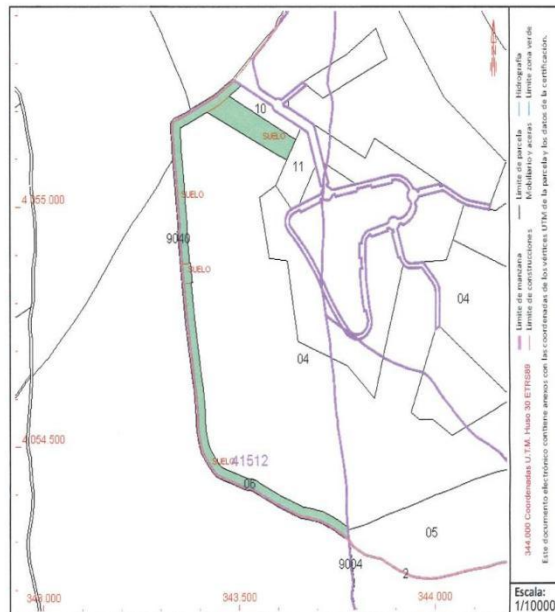 10
SUELO
11
4.055 000
SUELO
9040
SUELO
04
04
4.054 500
SUELO
41512
06
05
9004
2
343.500
344.000
344.000 Coordenadas U.T.M. Huso 30 ETRS89
Límite de manzana
Límite de parcela
Hidrografía
Límite de construcciones
Mobiliario y aceras
Límite zona verde
Este documento electrónico contiene anexos con las coordenadas de los vértices UTM de la parcela y los datos de la certificación.
Escala:
1/10000